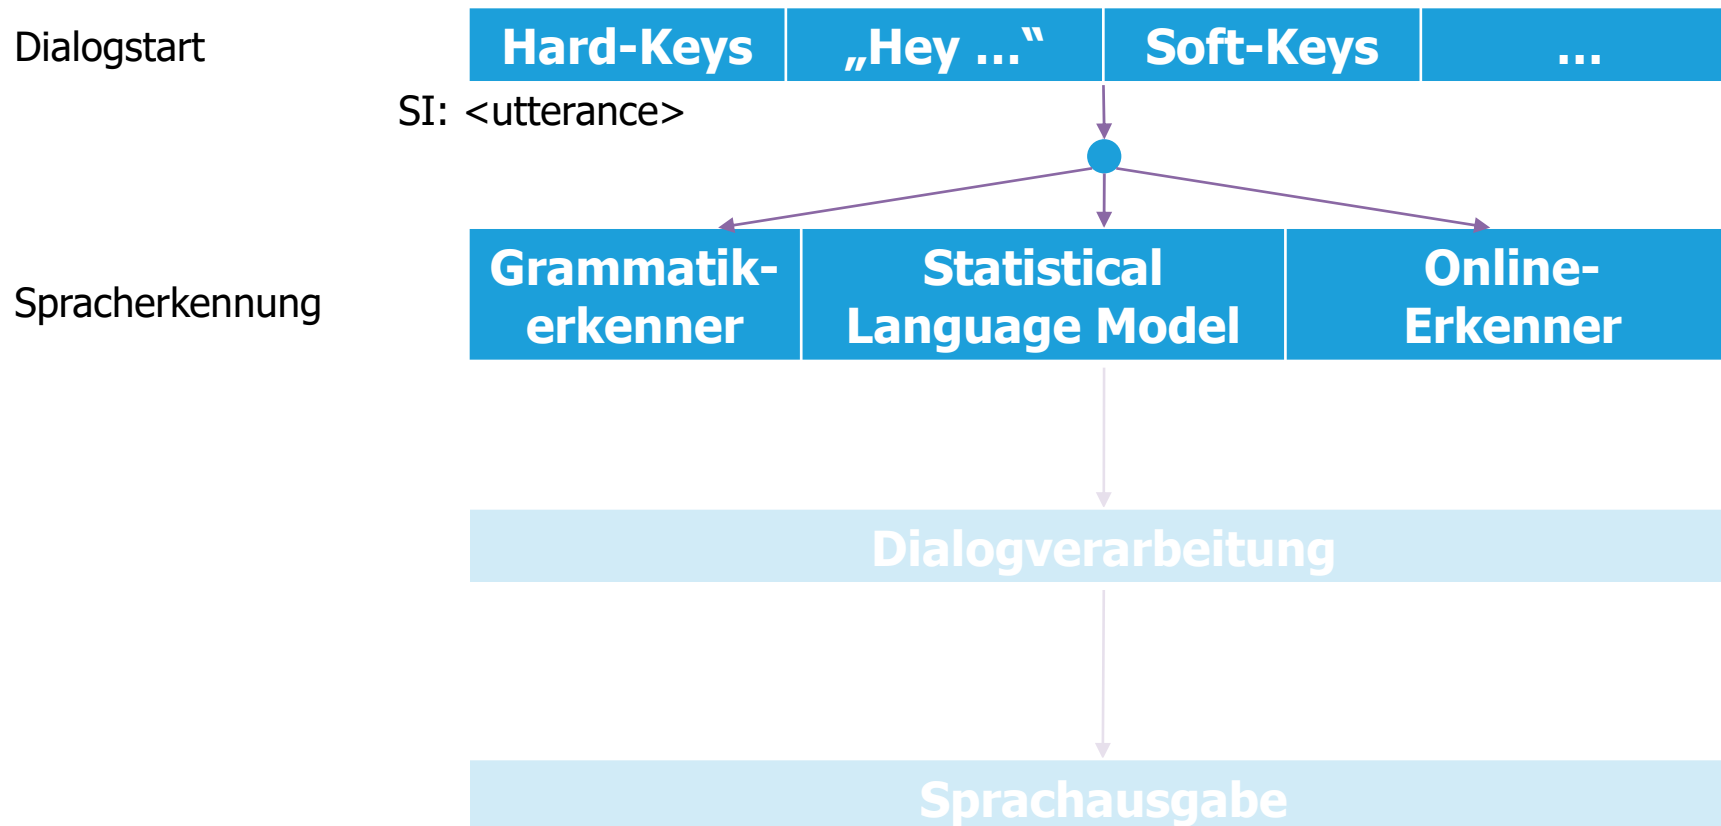 Dialogstart
Hard-Keys
„Hey ...‟
Soft-Keys
...
SI: <utterance>
Spracherkennung
Grammatik-
erkenner
Statistical
Language Model
Online-
Erkenner
Dialogverarbeitung
Sprachausgabe